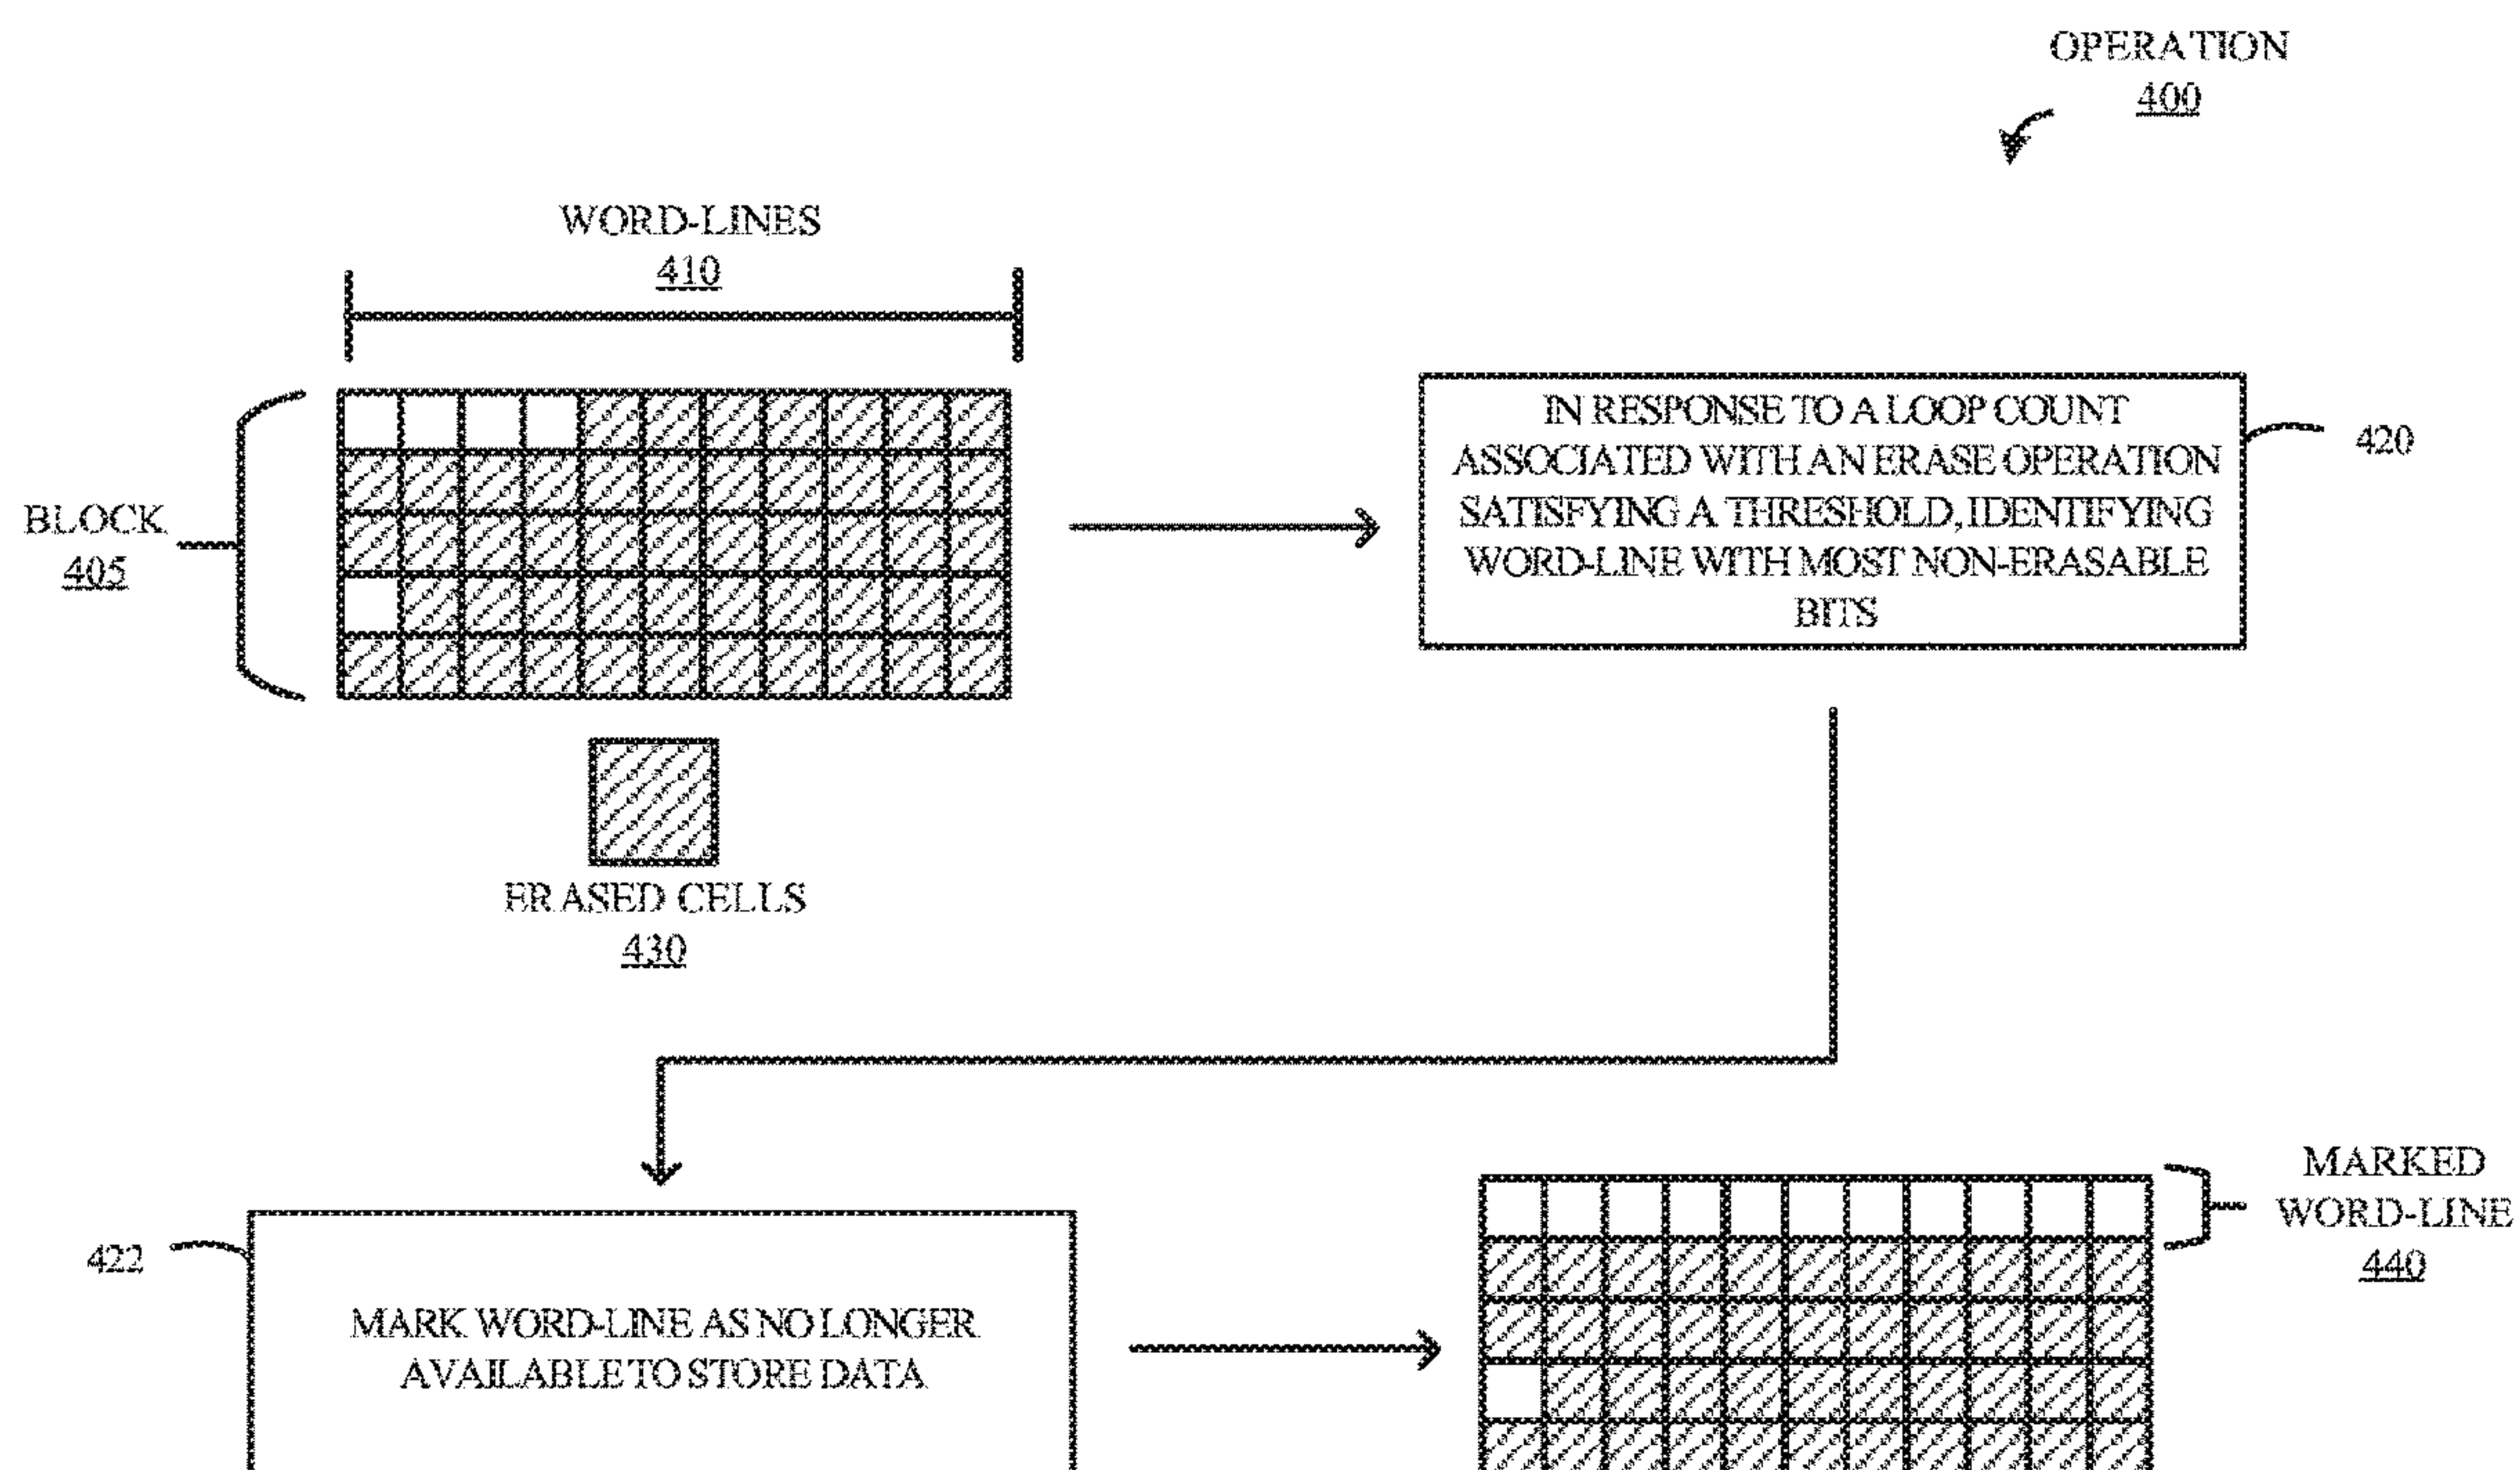 OPERATION
400
WORD-LINES
410
BLOCK
405
IN RESPONSE TO A LOOP COUNT
ASSOCIATED WITH AN ERASE OPERATION
SATISFYING A THRESHOLD, IDENTIFYING
WORD-LINE WITH MOST NON-ERASABLE
BITS
420
ERASED CELLS
430
422
MARK WORD-LINE AS NO LONGER
AVAILABLE TO STORE DATA
MARKED
WORD-LINE
440